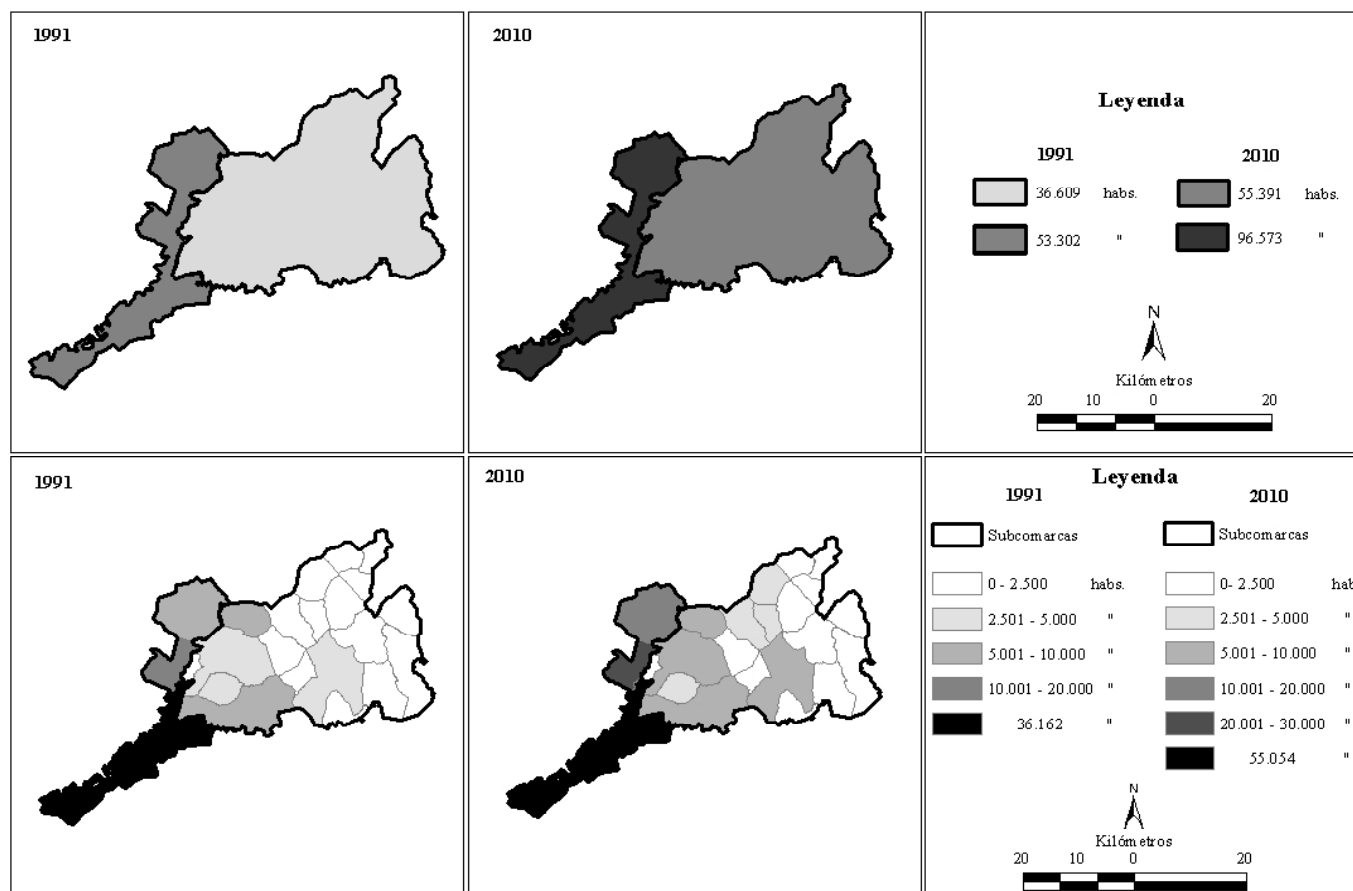 1991
2010
Leyenda
1991 2010
36.609 habs. 55.391 habs.
53.302 " 96.573 "
N
Kilómetros
20 10 0 20
1991
2010
Leyenda
1991 2010
Subcomarcas Subcomarcas
0 - 2.500 habs. 0- 2.500 hab
2.501 - 5.000 " 2.501 - 5.000 "
5.001 - 10.000 " 5.001 - 10.000 "
10.001 - 20.000 " 10.001 - 20.000 "
36.162 " 20.001 - 30.000 "
55.054 "
N
Kilómetros
20 10 0 20